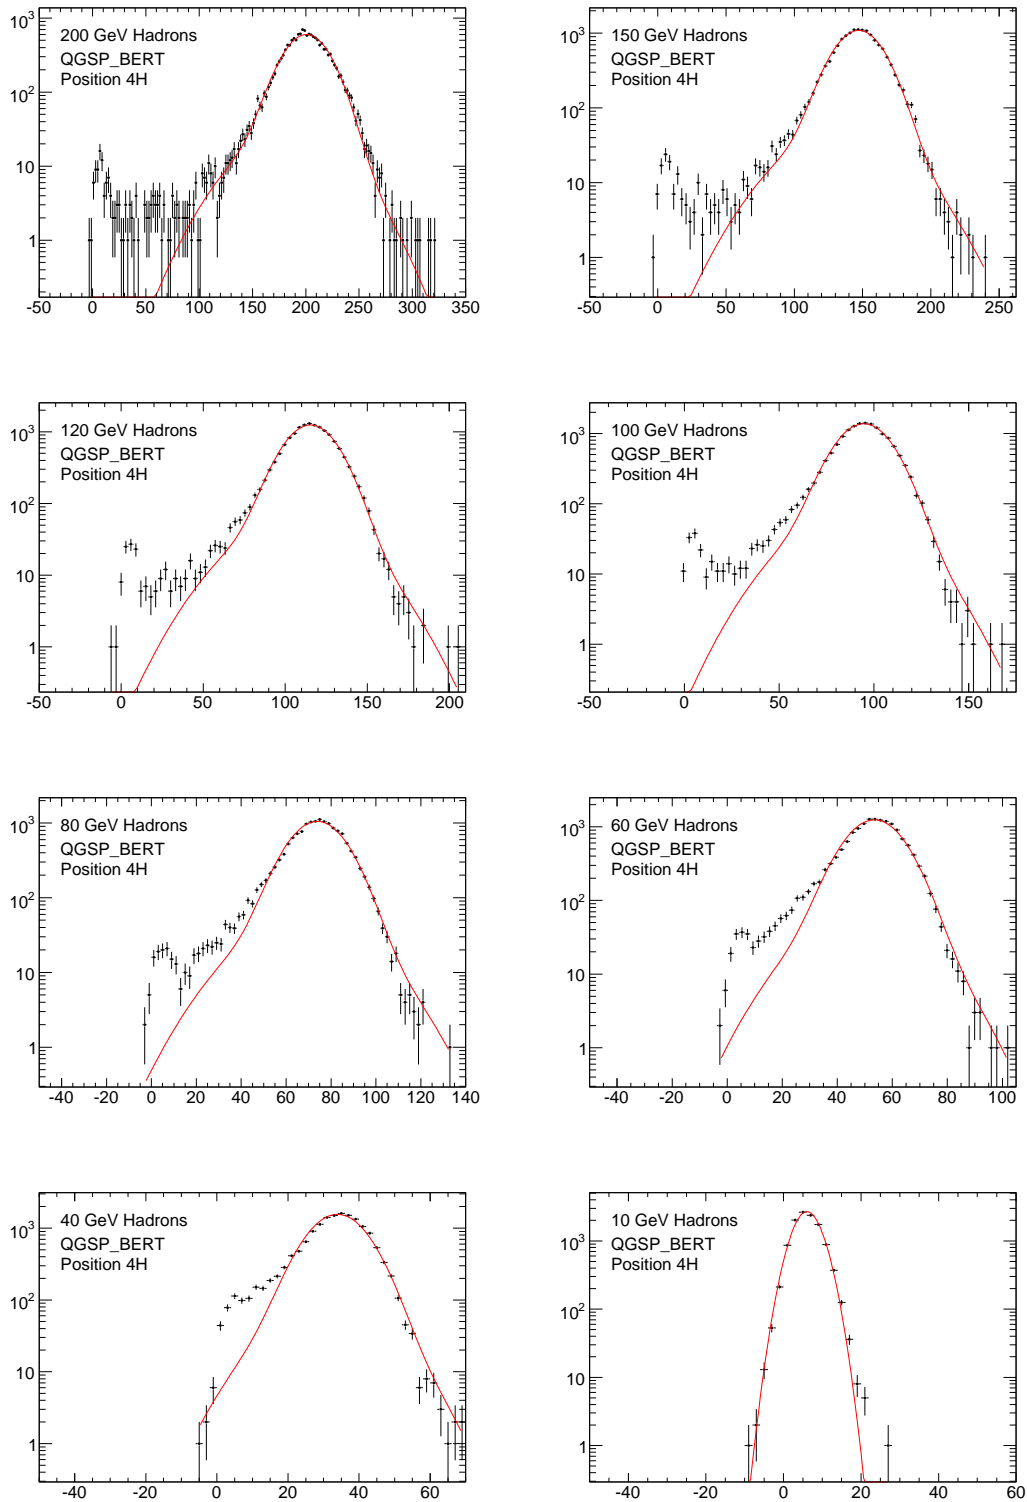 10³
10²
10
1
200 GeV Hadrons
QGSP_BERT
Position 4H
-50 0 50 100 150 200 250 300 350
10³
10²
10
1
150 GeV Hadrons
QGSP_BERT
Position 4H
-50 0 50 100 150 200 250
10³
10²
10
1
120 GeV Hadrons
QGSP_BERT
Position 4H
-50 0 50 100 150 200
10³
10²
10
1
100 GeV Hadrons
QGSP_BERT
Position 4H
-50 0 50 100 150
10³
10²
10
1
80 GeV Hadrons
QGSP_BERT
Position 4H
-40 -20 0 20 40 60 80 100 120 140
10³
10²
10
1
60 GeV Hadrons
QGSP_BERT
Position 4H
-40 -20 0 20 40 60 80 100
10³
10²
10
1
40 GeV Hadrons
QGSP_BERT
Position 4H
-40 -20 0 20 40 60
10³
10²
10
1
10 GeV Hadrons
QGSP_BERT
Position 4H
-40 -20 0 20 40 60